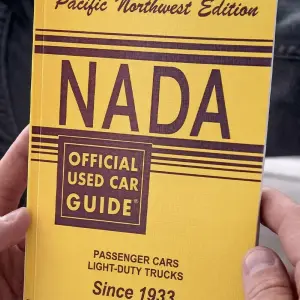 Pacific Northwest Edition
NADA
OFFICIAL
USED CAR
GUIDE®
PASSENGER CARS
LIGHT-DUTY TRUCKS
Since 1933